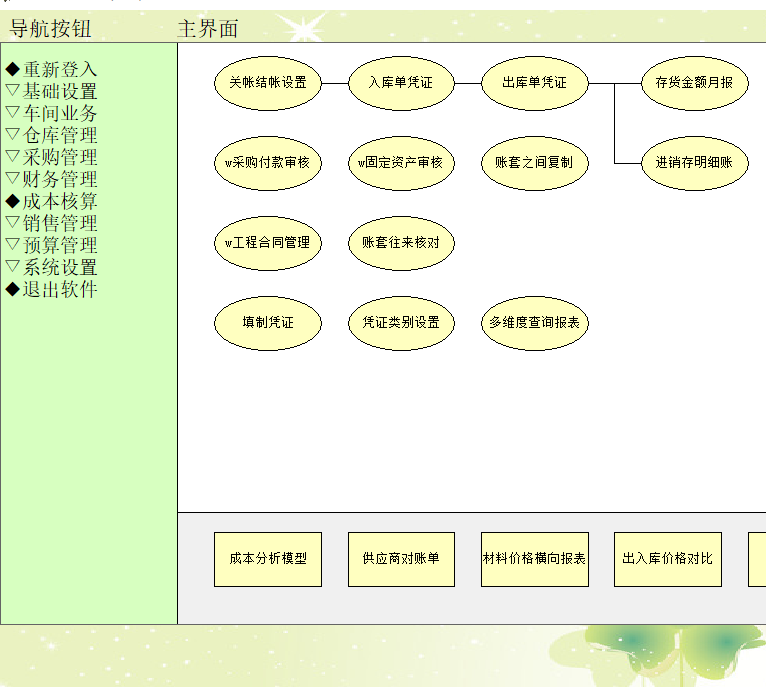 导航按钮 主界面
◆重新登入
▽基础设置
▽车间业务
▽仓库管理
▽采购管理
▽财务管理
◆成本核算
▽销售管理
▽预算管理
▽系统设置
◆退出软件
关帐结帐设置 入库单凭证 出库单凭证 存货金额月报
w采购付款审核 w固定资产审核 账套之间复制 进销存明细账
w工程合同管理 账套往来核对
填制凭证 凭证类别设置 多维度查询报表
成本分析模型 供应商对账单 材料价格横向报表 出入库价格对比